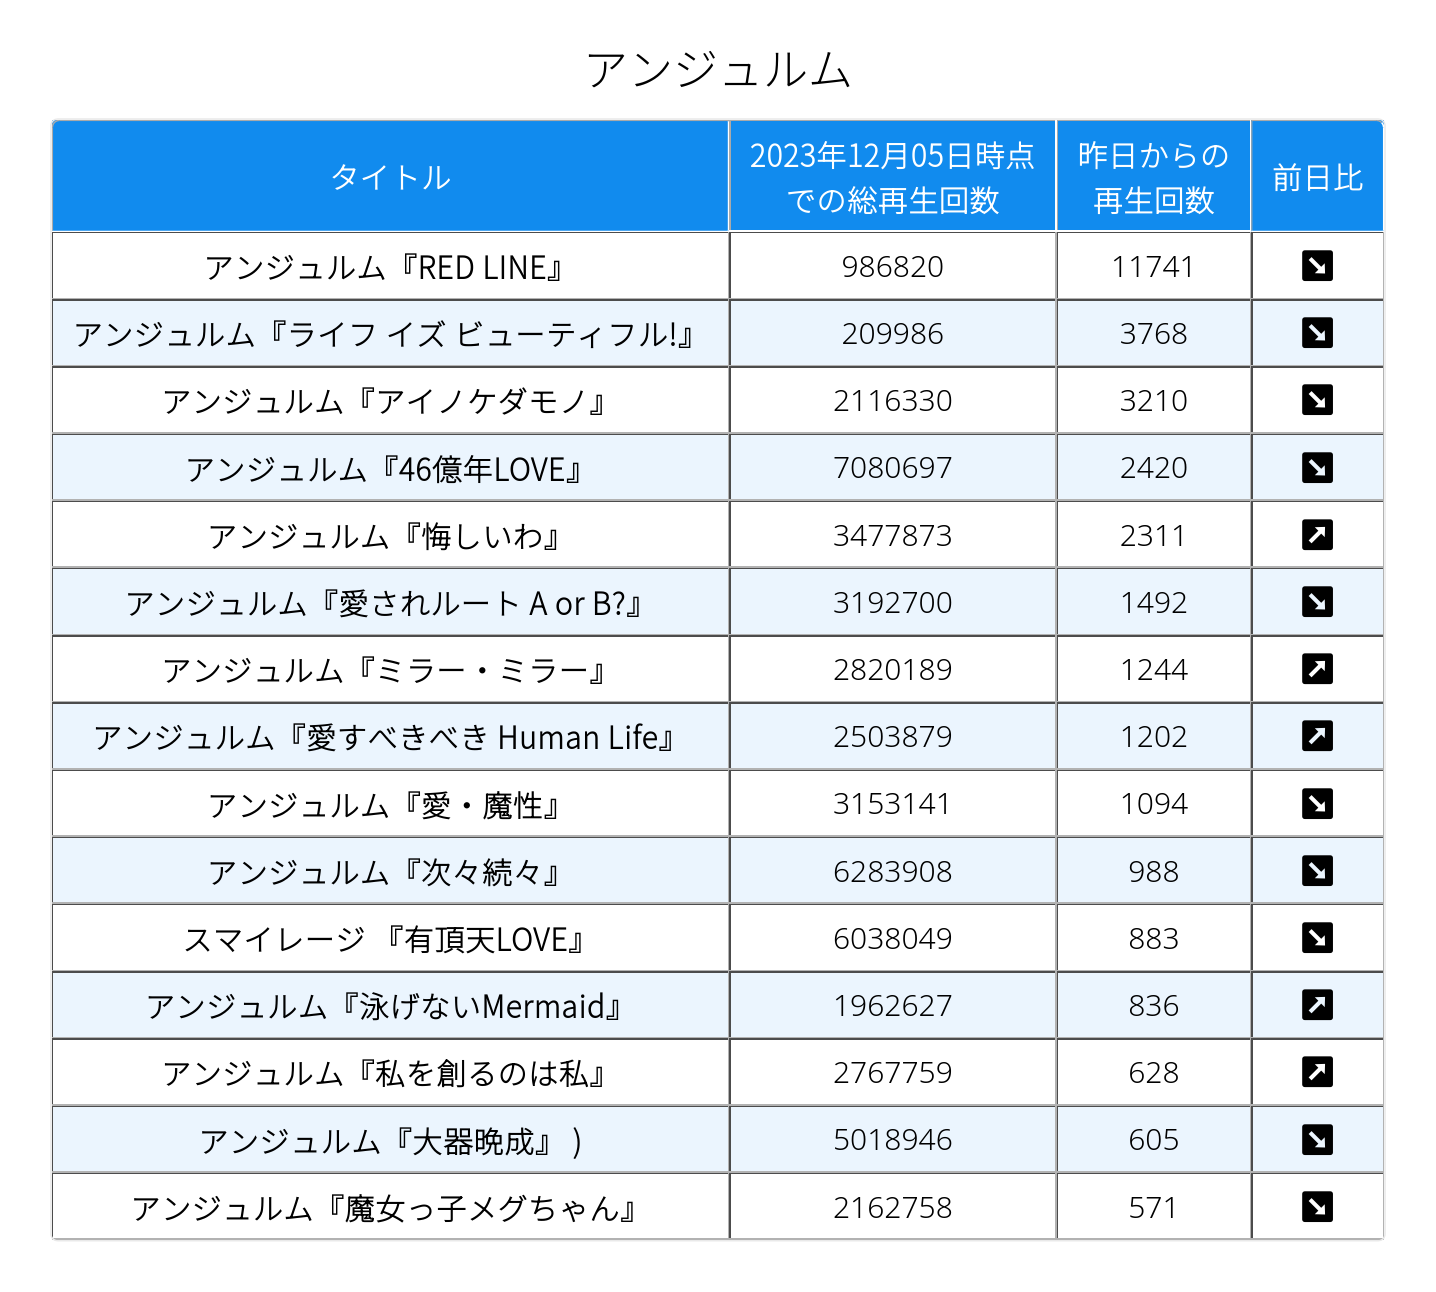 アンジュルム
タイトル 2023年12月05日時点での総再生回数 昨日からの再生回数 前日比
アンジュルム『RED LINE』 986820 11741 ↘
アンジュルム『ライフ イズ ビューティフル!』 209986 3768 ↘
アンジュルム『アイノケダモノ』 2116330 3210 ↘
アンジュルム『46億年LOVE』 7080697 2420 ↘
アンジュルム『悔しいわ』 3477873 2311 ↗
アンジュルム『愛されルート A or B?』 3192700 1492 ↘
アンジュルム『ミラー・ミラー』 2820189 1244 ↗
アンジュルム『愛すべきべき Human Life』 2503879 1202 ↗
アンジュルム『愛・魔性』 3153141 1094 ↘
アンジュルム『次々続々』 6283908 988 ↘
スマイレージ 『有頂天LOVE』 6038049 883 ↘
アンジュルム『泳げないMermaid』 1962627 836 ↗
アンジュルム『私を創るのは私』 2767759 628 ↗
アンジュルム『大器晩成』 ) 5018946 605 ↘
アンジュルム『魔女っ子メグちゃん』 2162758 571 ↘